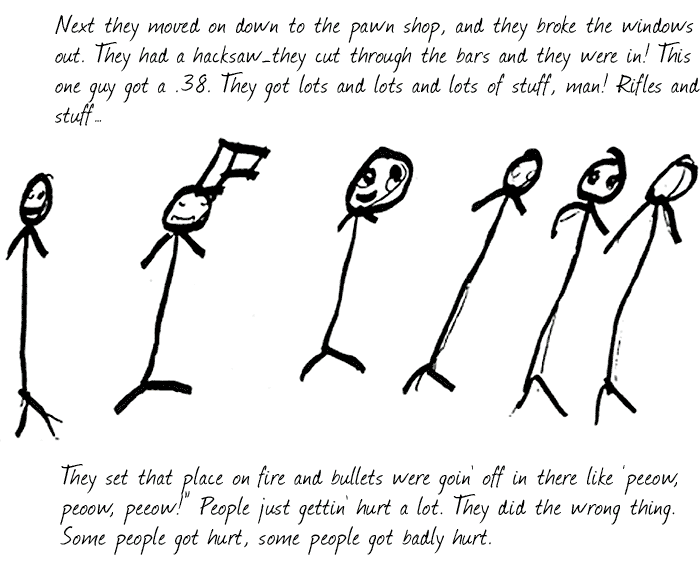 Next they moved on down to the pawn shop, and they broke the windows
out. They had a hacksaw_they cut through the bars and they were in! This
one guy got a .38. They got lots and lots and lots of stuff, man! Rifles and
stuff...
They set that place on fire and bullets were goin' off in there like 'peeow,
peoow, peeow!" People just gettin' hurt a lot. They did the wrong thing.
Some people got hurt, some people got badly hurt.